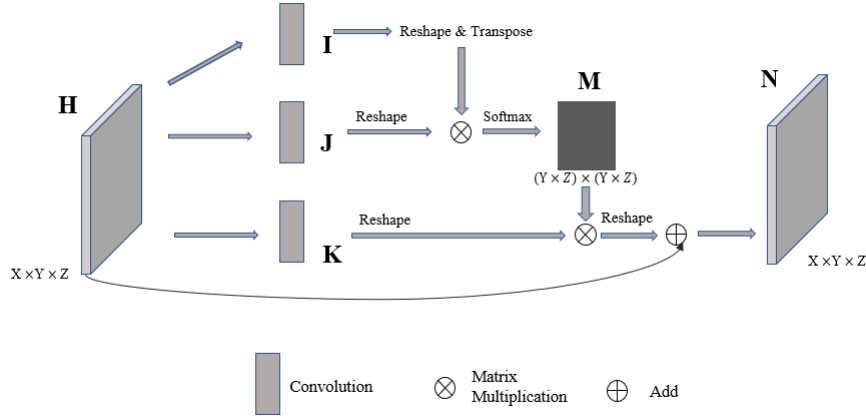 I
Reshape & Transpose
H
M
N
J
Reshape
Softmax
(Y × Z) × (Y × Z)
K
Reshape
Reshape
X ×Y × Z
X ×Y × Z
Convolution
Matrix
Multiplication
Add